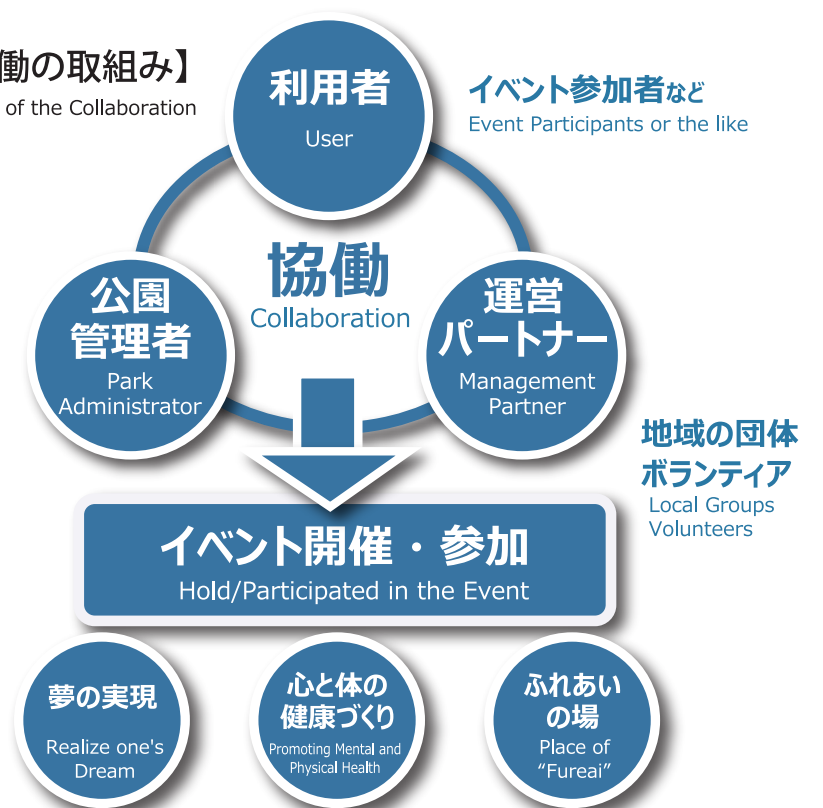 働の取組み】
of the Collaboration
利用者
User
イベント参加者など
Event Participants or the like
協働
Collaboration
公園
管理者
Park
Administrator
運営
パートナー
Management
Partner
地域の団体
ボランティア
Local Groups
Volunteers
イベント開催・参加
Hold/Participated in the Event
夢の実現
Realize one's
Dream
心と体の
健康づくり
Promoting Mental and
Physical Health
ふれあい
の場
Place of
“Fureai”